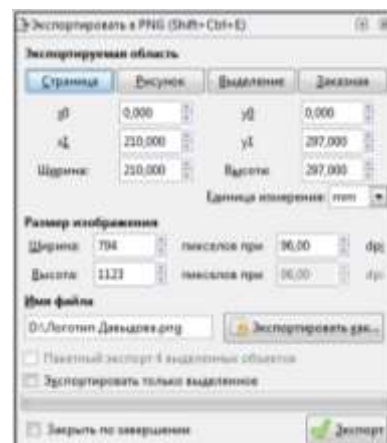 Экспортировать в PNG (Shift+Ctrl+E)
Экспортируемая область
Страница Рисунок Выделение Заказная
x0 0,000 y0 0,000
x1 210,000 y1 297,000
Ширина: 210,000 Высота: 297,000
Единица измерения: mm
Размер изображения
Ширина: 794 пикселов при 96,00 dpi
Высота: 1123 пикселов при 96,00 dpi
Имя файла
D:\Логотип Давыдова.png Экспортировать как...
Пакетный экспорт 4 выделенных объектов
Экспортировать только выделенное
Закрыть по завершении Экспорт